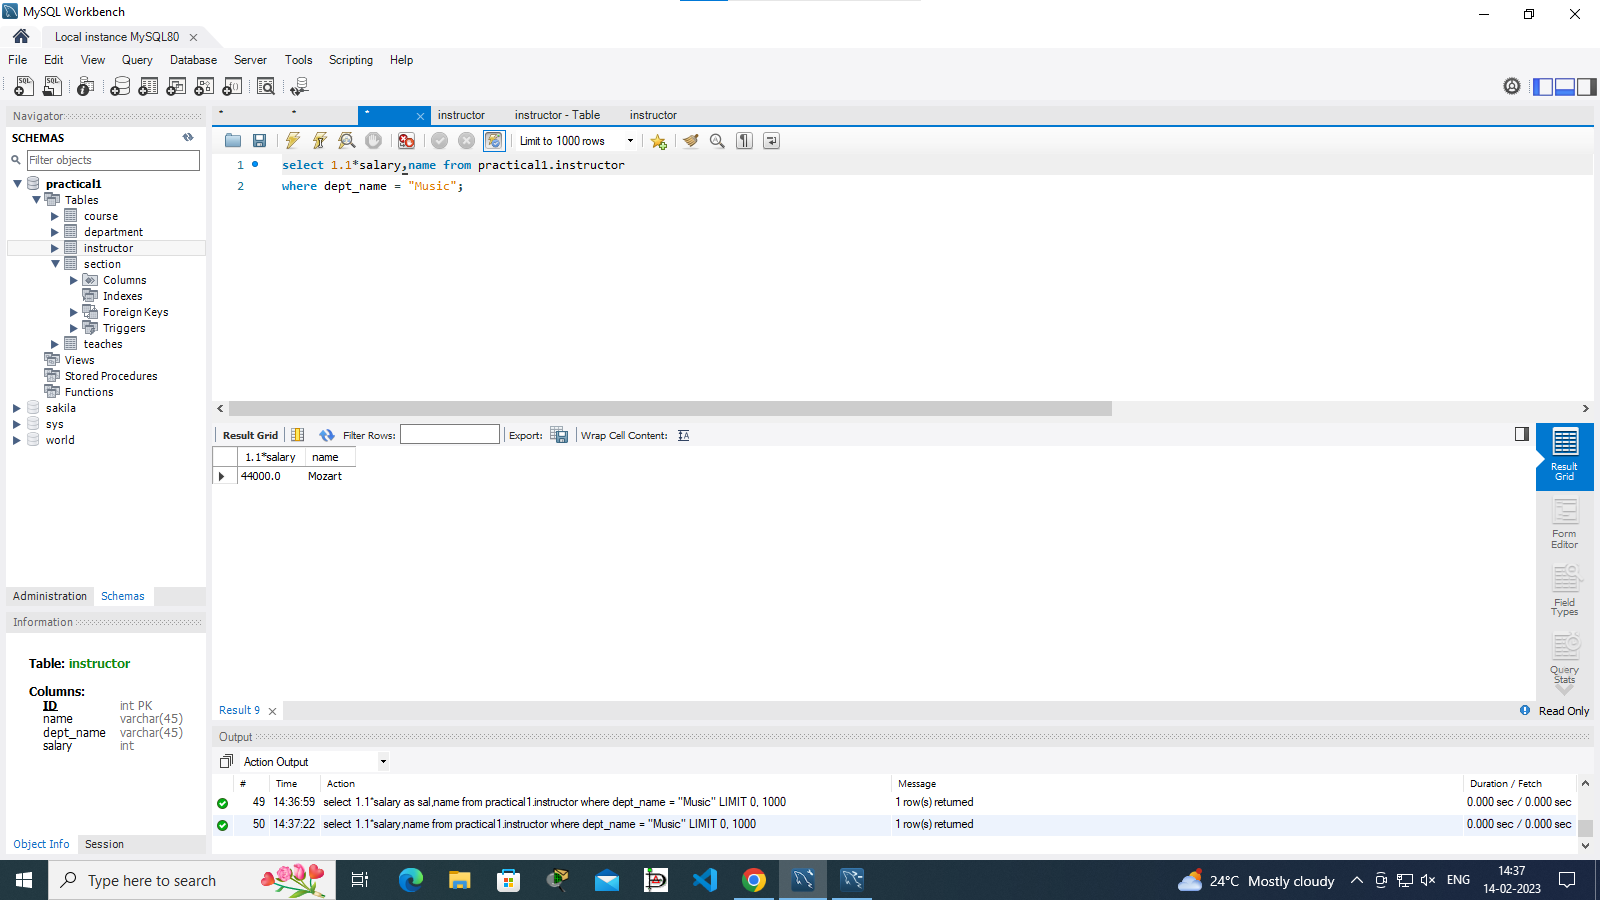 MySQL Workbench
Local instance MySQL80
File Edit View Query Database Server Tools Scripting Help
Navigator
SCHEMAS
Filter objects
practical1
Tables
course
department
instructor
section
Columns
Indexes
Foreign Keys
Triggers
teaches
Views
Stored Procedures
Functions
sakila
sys
world
Administration Schemas
Information
Table: instructor
Columns:
ID int PK
name varchar(45)
dept_name varchar(45)
salary int
Object Info Session
instructor instructor - Table instructor
Limit to 1000 rows
1 select 1.1*salary,name from practical1.instructor
2 where dept_name = "Music";
Result Grid Filter Rows: Export: Wrap Cell Content:
1.1*salary name
44000.0 Mozart
Result Grid
Form Editor
Field Types
Query Stats
Result 9 Read Only
Output
Action Output
# Time Action Message Duration / Fetch
49 14:36:59 select 1.1*salary as sal,name from practical1.instructor where dept_name = "Music" LIMIT 0, 1000 1 row(s) returned 0.000 sec / 0.000 sec
50 14:37:22 select 1.1*salary,name from practical1.instructor where dept_name = "Music" LIMIT 0, 1000 1 row(s) returned 0.000 sec / 0.000 sec
Type here to search
24°C Mostly cloudy
ENG
14:37
14-02-2023